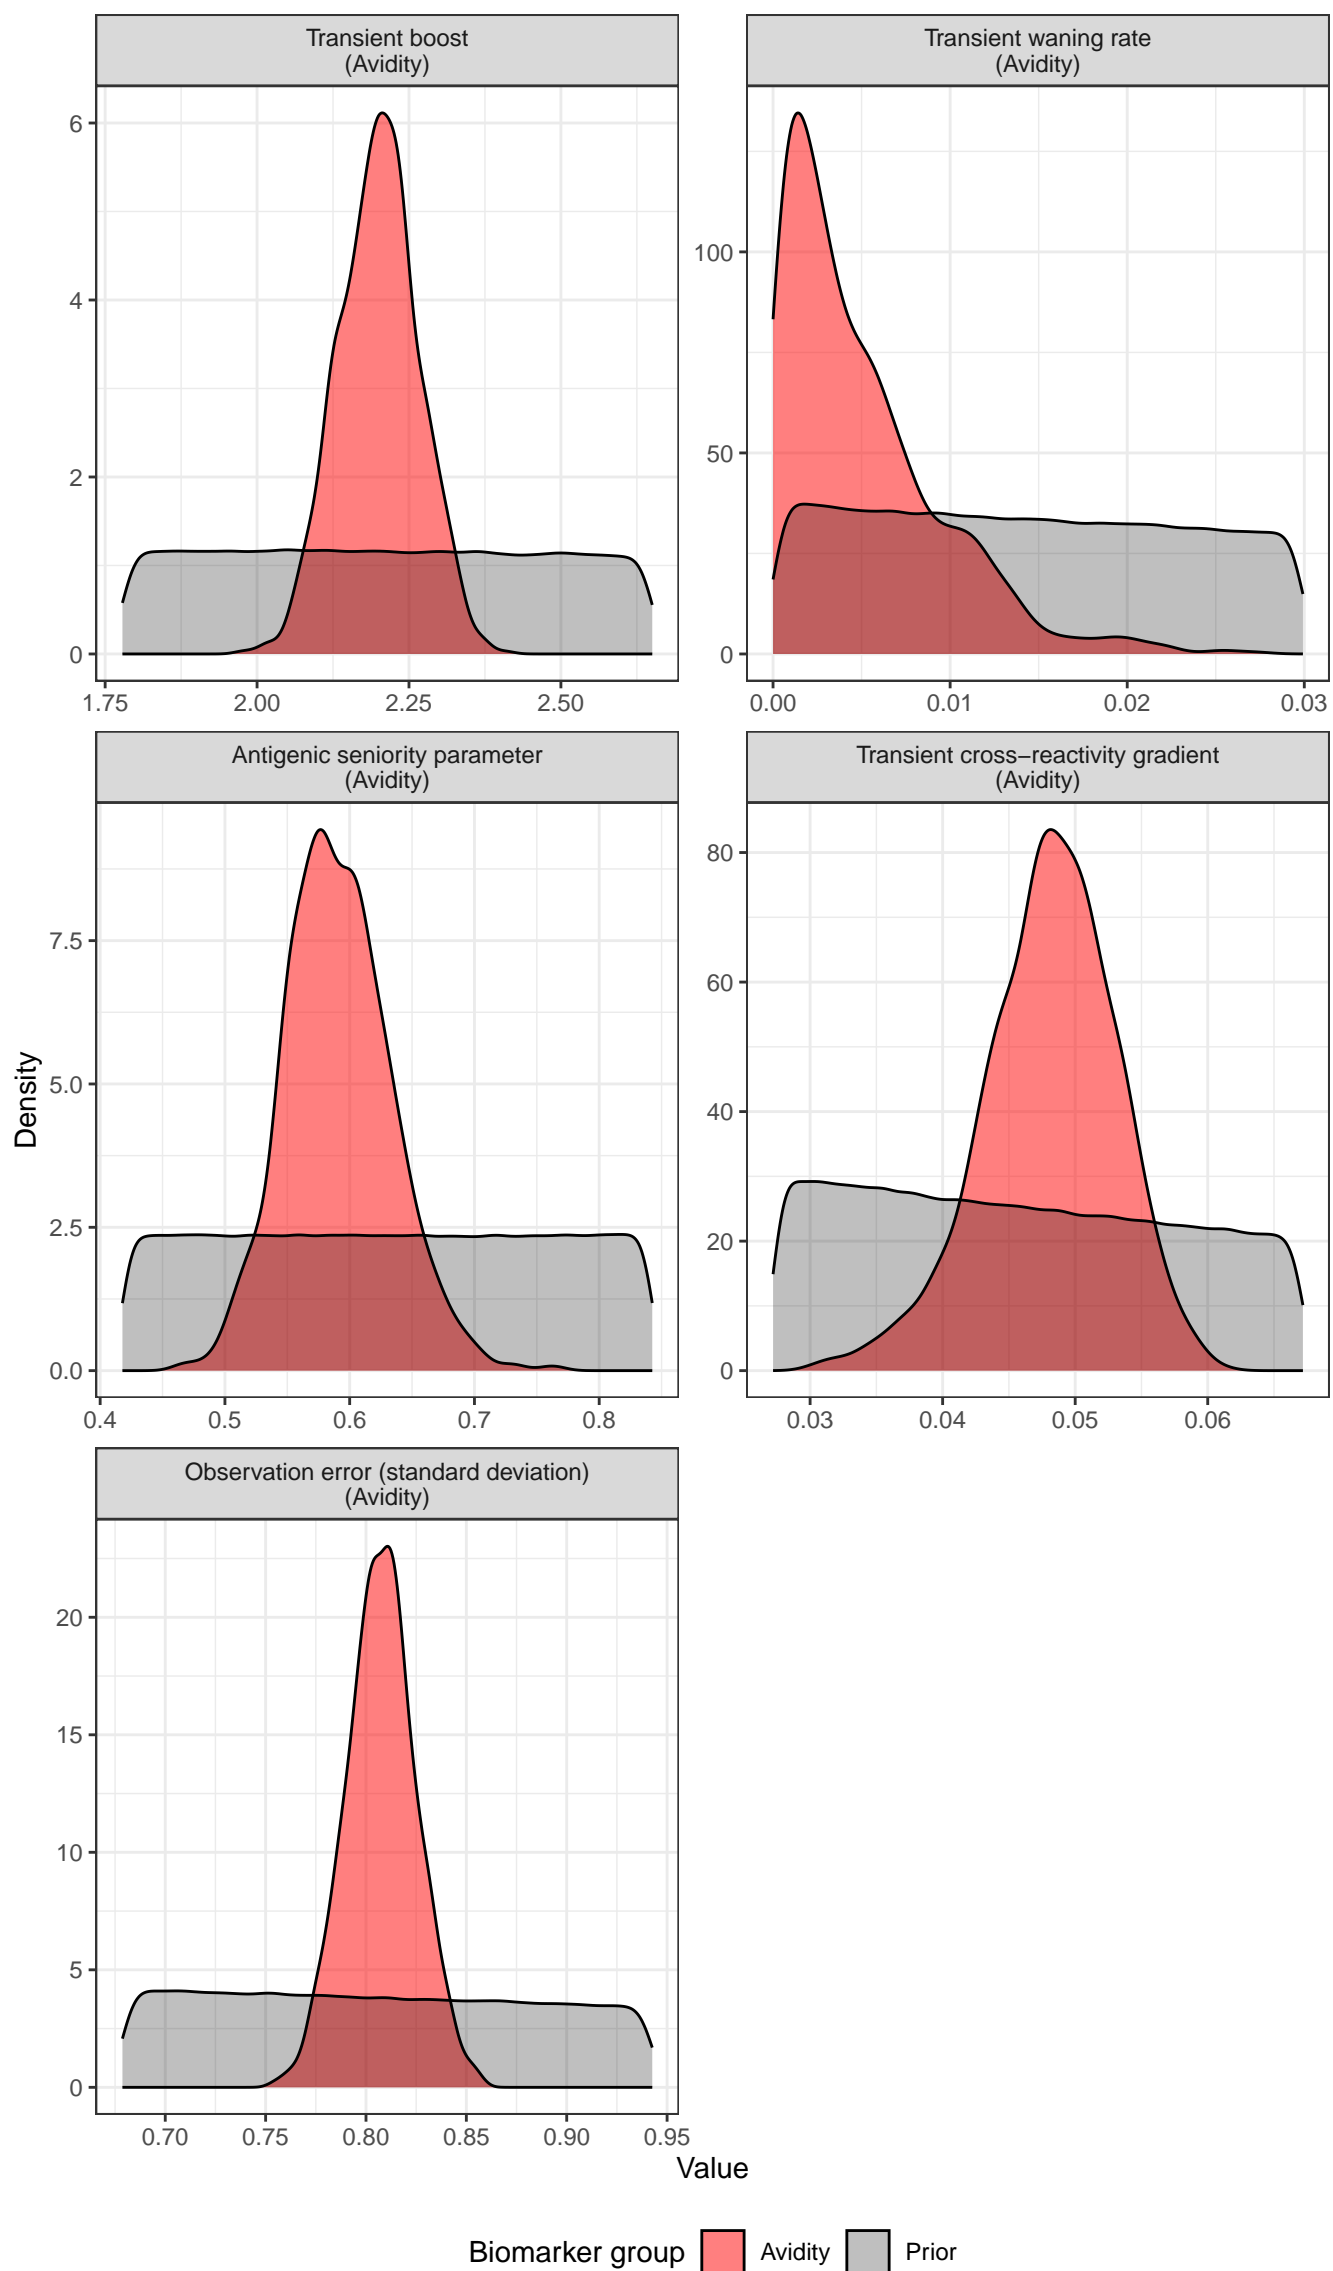 Transient boost
(Avidity)
Transient waning rate
(Avidity)
6
4
2
0
100
50
0
1.75 2.00 2.25 2.50
0.00 0.01 0.02 0.03
Antigenic seniority parameter
(Avidity)
Transient cross−reactivity gradient
(Avidity)
Density
7.5
5.0
2.5
0.0
80
60
40
20
0
0.4 0.5 0.6 0.7 0.8
0.03 0.04 0.05 0.06
Observation error (standard deviation)
(Avidity)
20
15
10
5
0
0.70 0.75 0.80 0.85 0.90 0.95
Value
Biomarker group Avidity Prior